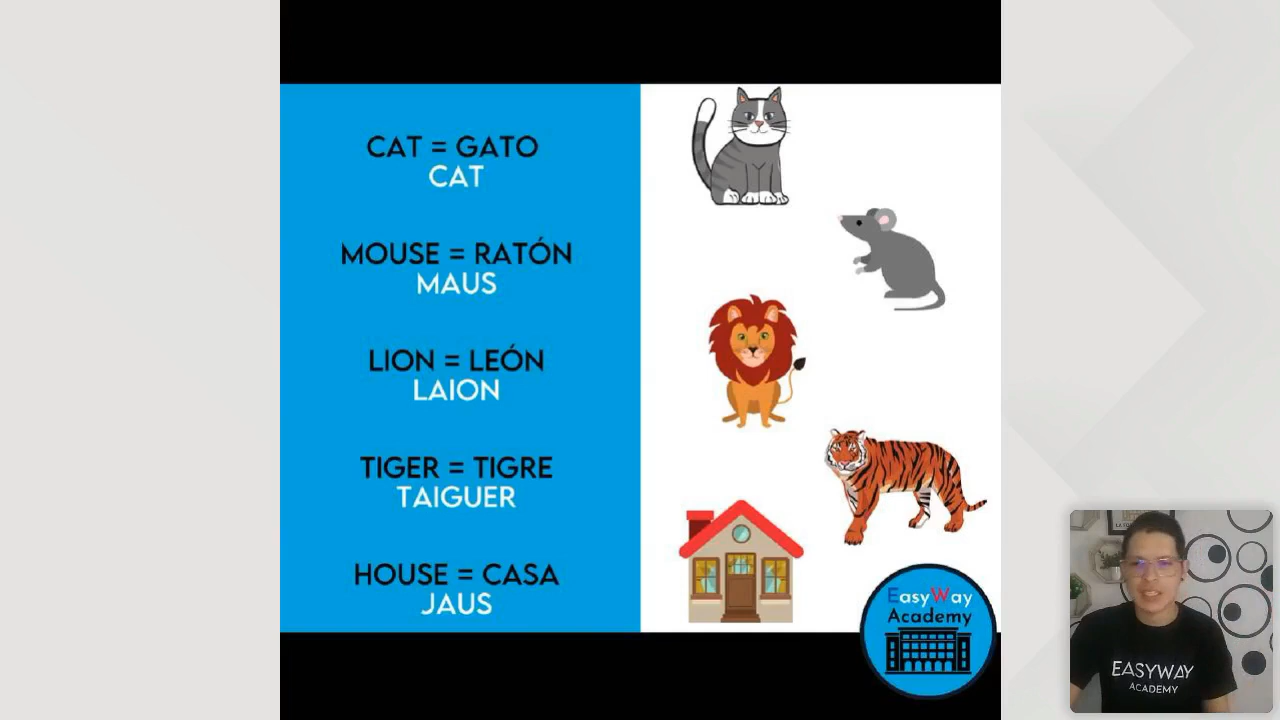 CAT = GATO
CAT
MOUSE = RATÓN
MAUS
LION = LEÓN
LAION
TIGER = TIGRE
TAIGUER
HOUSE = CASA
JAUS
EasyWay
Academy
EASYWAY
ACADEMY